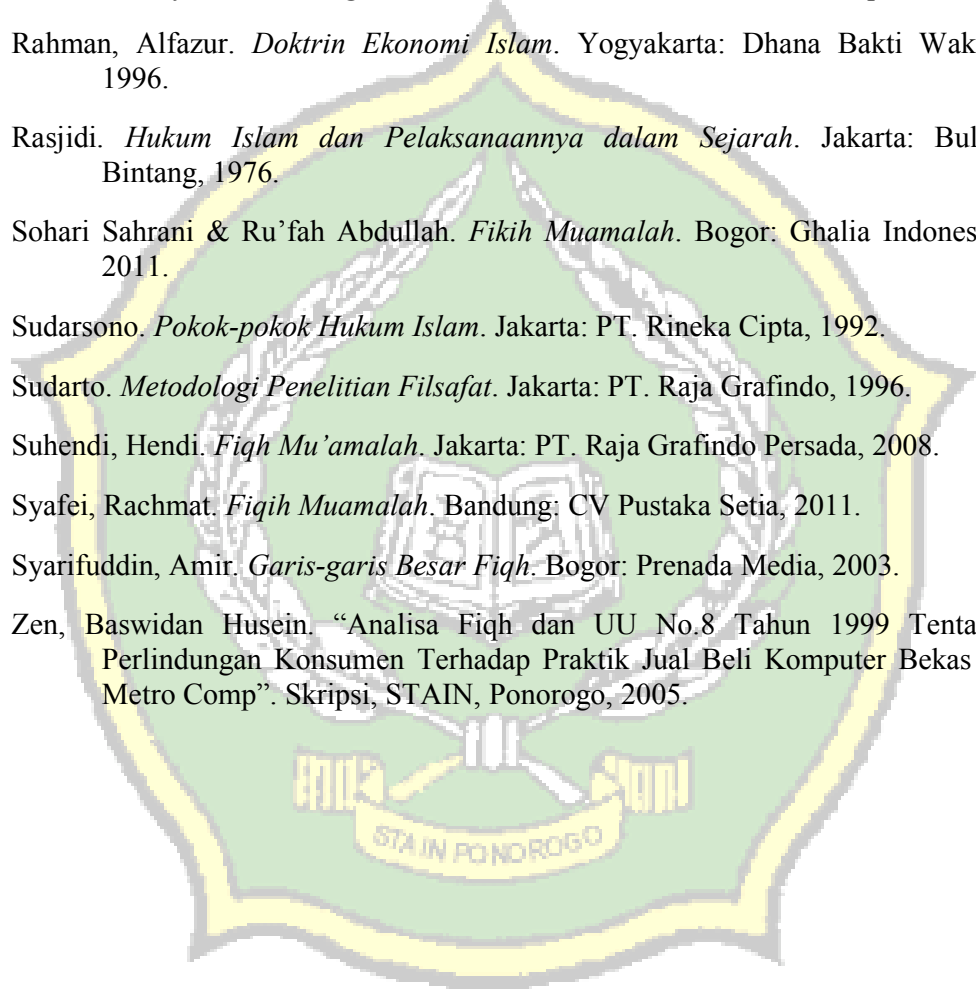 Rahman, Alfazur. Doktrin Ekonomi Islam. Yogyakarta: Dhana Bakti Wak
1996.
Rasjidi. Hukum Islam dan Pelaksanaannya dalam Sejarah. Jakarta: Bul
Bintang, 1976.
Sohari Sahrani & Ru’fah Abdullah. Fikih Muamalah. Bogor: Ghalia Indones
2011.
Sudarsono. Pokok-pokok Hukum Islam. Jakarta: PT. Rineka Cipta, 1992.
Sudarto. Metodologi Penelitian Filsafat. Jakarta: PT. Raja Grafindo, 1996.
Suhendi, Hendi. Fiqh Mu’amalah. Jakarta: PT. Raja Grafindo Persada, 2008.
Syafei, Rachmat. Fiqih Muamalah. Bandung: CV Pustaka Setia, 2011.
Syarifuddin, Amir. Garis-garis Besar Fiqh. Bogor: Prenada Media, 2003.
Zen, Baswidan Husein. “Analisa Fiqh dan UU No.8 Tahun 1999 Tenta
Perlindungan Konsumen Terhadap Praktik Jual Beli Komputer Bekas
Metro Comp”. Skripsi, STAIN, Ponorogo, 2005.
STAIN PONOROGO